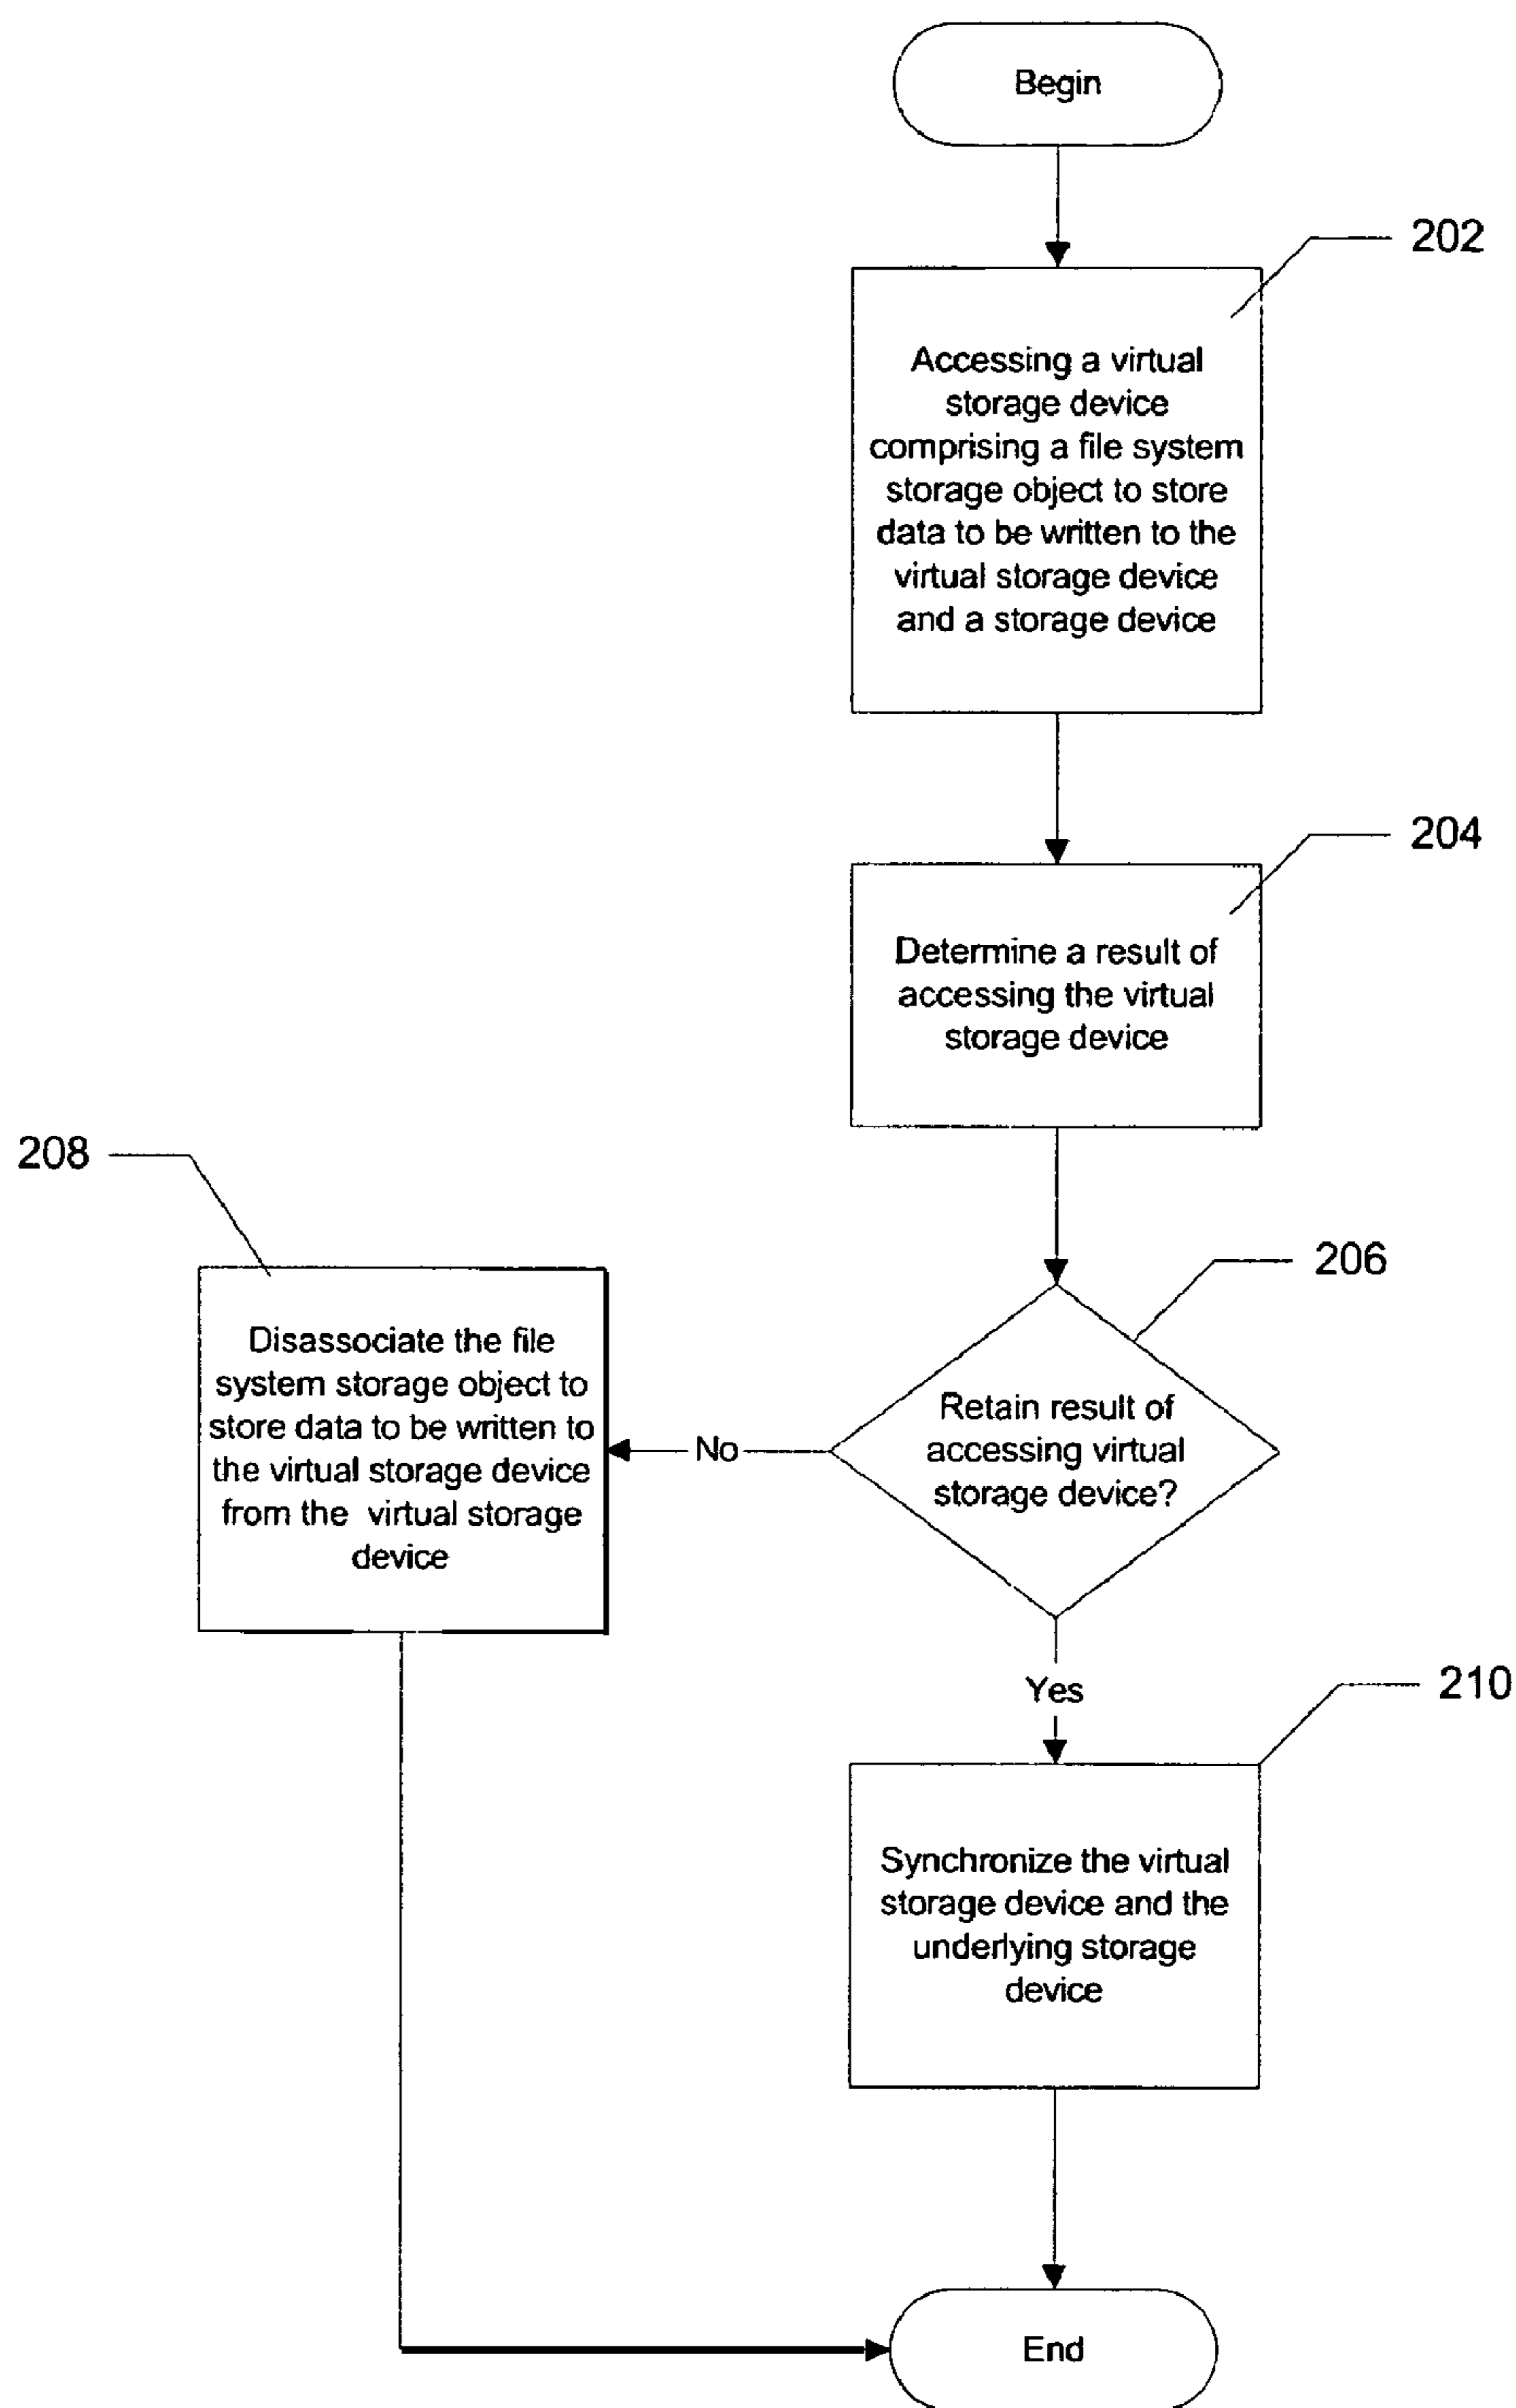 Begin
202
Accessing a virtual
storage device
comprising a file system
storage object to store
data to be written to the
virtual storage device
and a storage device
204
Determine a result of
accessing the virtual
storage device
206
Retain result of
accessing virtual
storage device?
No
208
Disassociate the file
system storage object to
store data to be written to
the virtual storage device
from the virtual storage
device
Yes
210
Synchronize the virtual
storage device and the
underlying storage
device
End